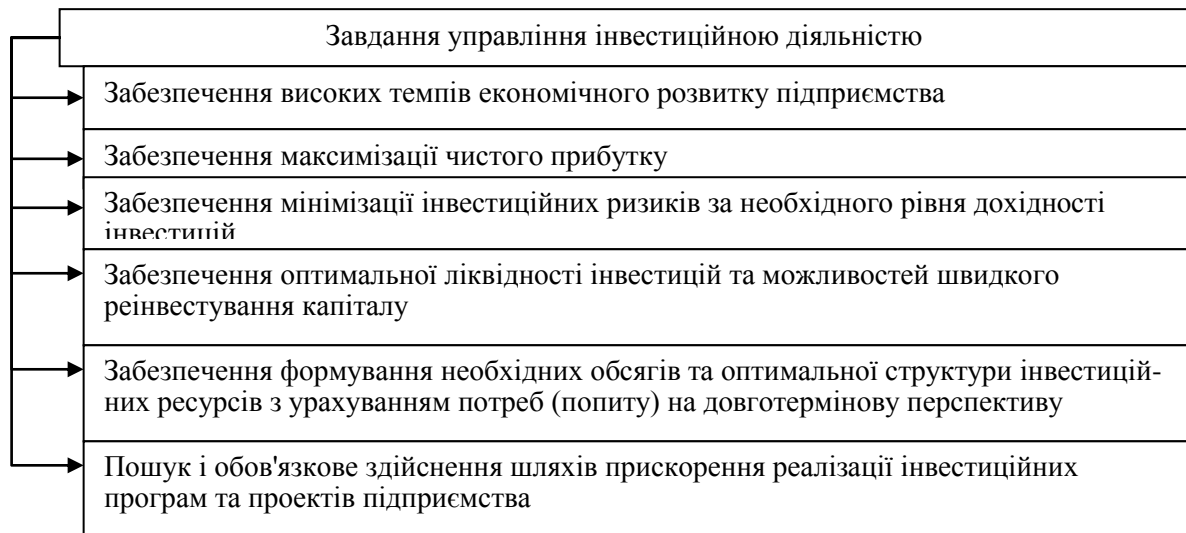 Завдання управління інвестиційною діяльністю
Забезпечення високих темпів економічного розвитку підприємства
Забезпечення максимізації чистого прибутку
Забезпечення мінімізації інвестиційних ризиків за необхідного рівня дохідності
інвестицій
Забезпечення оптимальної ліквідності інвестицій та можливостей швидкого
реінвестування капіталу
Забезпечення формування необхідних обсягів та оптимальної структури інвестицій-
них ресурсів з урахуванням потреб (попиту) на довготермінову перспективу
Пошук і обов'язкове здійснення шляхів прискорення реалізації інвестиційних
програм та проектів підприємства